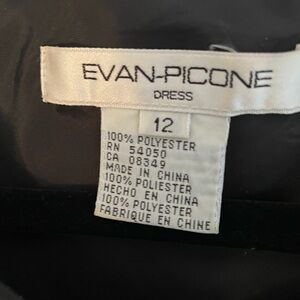 EVAN-PICONE
DRESS
12
100% POLYESTER
RN 54050
CA 08349
MADE IN CHINA
100% POLIESTER
HECHO EN CHINA
100% POLYESTER
FABRIQUE EN CHINE